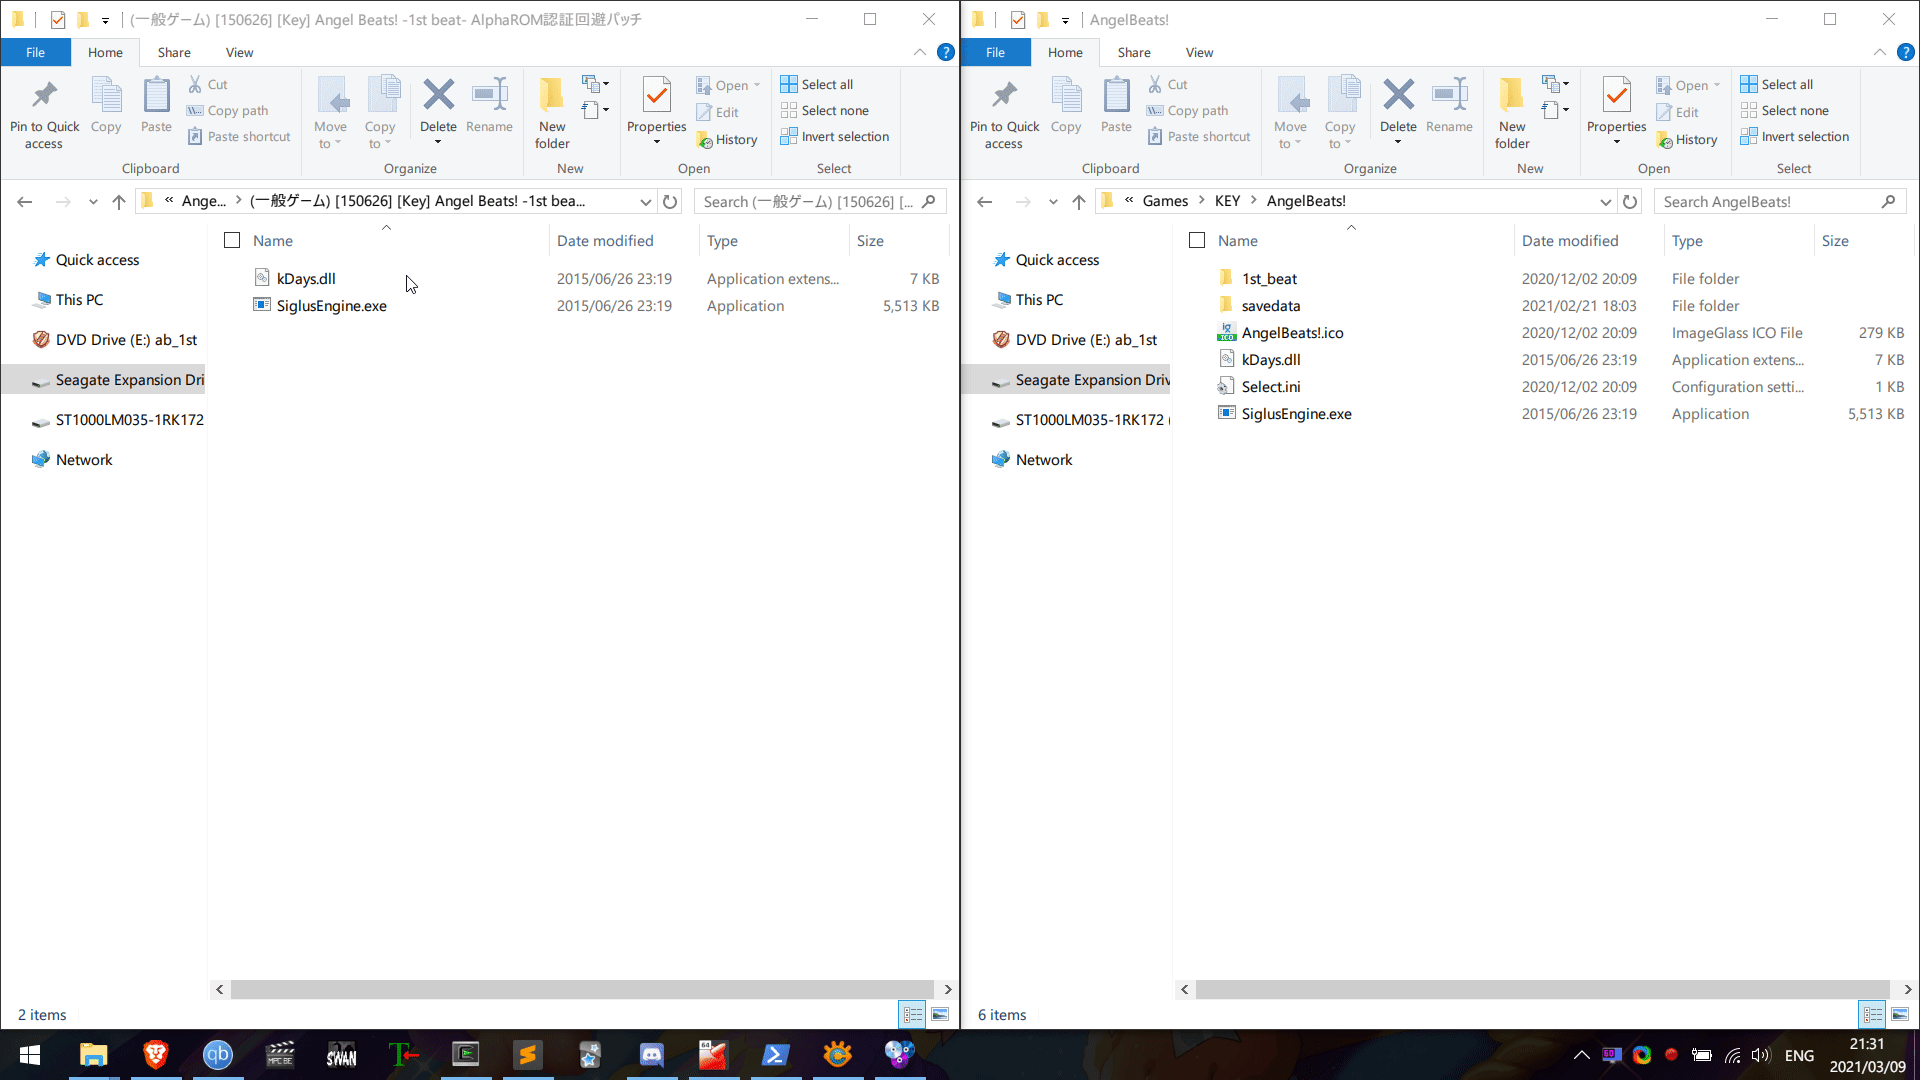 (一般ゲーム) [150626] [Key] Angel Beats! -1st beat- AlphaROM認証回避パッチ
File Home Share View
Pin to Quick access
Copy
Paste
Cut
Copy path
Paste shortcut
Clipboard
Move to
Copy to
Delete
Rename
Organize
New folder
New
Properties
Open
Edit
History
Open
Select all
Select none
Invert selection
Select
« Ange... > (一般ゲーム) [150626] [Key] Angel Beats! -1st bea...
Search (一般ゲーム) [150626] [...
Quick access
This PC
DVD Drive (E:) ab_1st
Seagate Expansion Dri
ST1000LM035-1RK172
Network
Name Date modified Type Size
kDays.dll 2015/06/26 23:19 Application extens... 7 KB
SiglusEngine.exe 2015/06/26 23:19 Application 5,513 KB
2 items
AngelBeats!
File Home Share View
Pin to Quick access
Copy
Paste
Cut
Copy path
Paste shortcut
Clipboard
Move to
Copy to
Delete
Rename
Organize
New folder
New
Properties
Open
Edit
History
Open
Select all
Select none
Invert selection
Select
« Games > KEY > AngelBeats!
Search AngelBeats!
Quick access
This PC
DVD Drive (E:) ab_1st
Seagate Expansion Driv
ST1000LM035-1RK172 (
Network
Name Date modified Type Size
1st_beat 2020/12/02 20:09 File folder
savedata 2021/02/21 18:03 File folder
AngelBeats!.ico 2020/12/02 20:09 ImageGlass ICO File 279 KB
kDays.dll 2015/06/26 23:19 Application extens... 7 KB
Select.ini 2020/12/02 20:09 Configuration setti... 1 KB
SiglusEngine.exe 2015/06/26 23:19 Application 5,513 KB
6 items
qb
MPC-BE
SWAN
T
64
60
ENG
21:31
2021/03/09